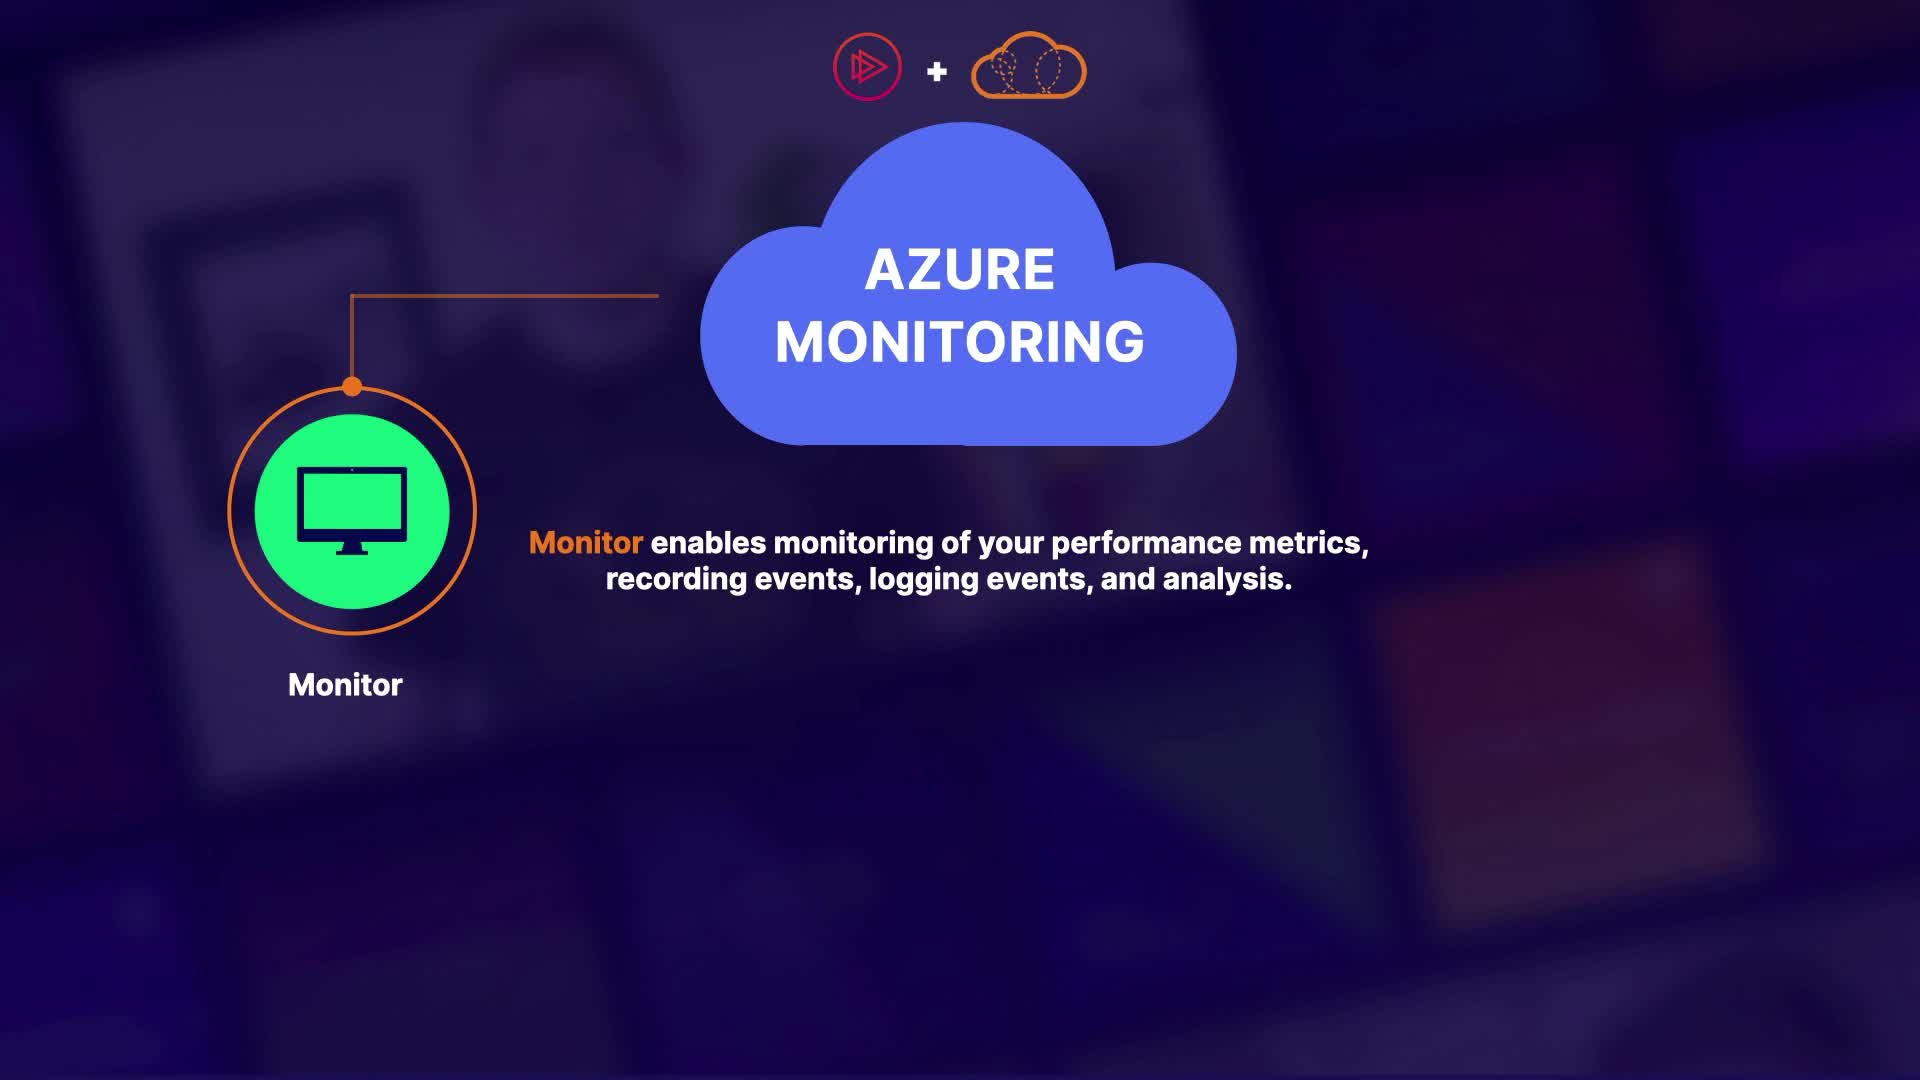 AZURE
MONITORING
Monitor enables monitoring of your performance metrics,
recording events, logging events, and analysis.
Monitor